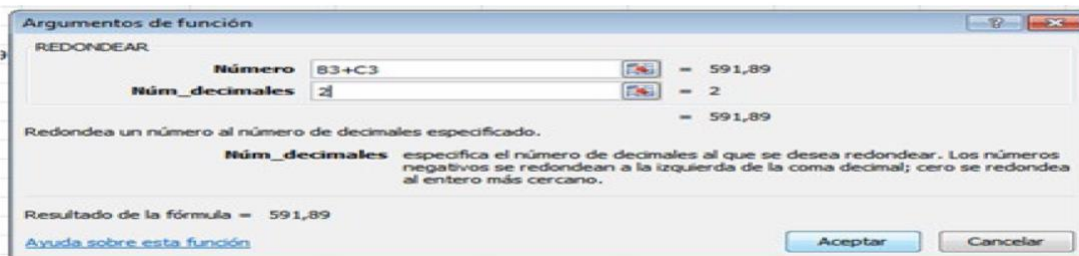 Argumentos de función
REDONDEAR
Número B3+C3 = 591,89
Núm_decimales 2 = 2
= 591,89
Redondea un número al número de decimales especificado.
Núm_decimales especifica el número de decimales al que se desea redondear. Los números
negativos se redondean a la izquierda de la coma decimal; cero se redondea
al entero más cercano.
Resultado de la fórmula = 591,89
Ayuda sobre esta función
Aceptar Cancelar